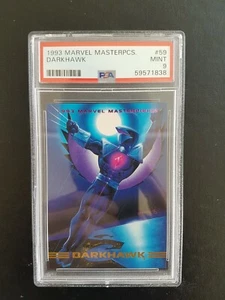 1993 MARVEL MASTERPCS. #59
DARKHAWK MINT
9
PSA 59571838
1993 MARVEL MASTERPIECES
DARKHAWK